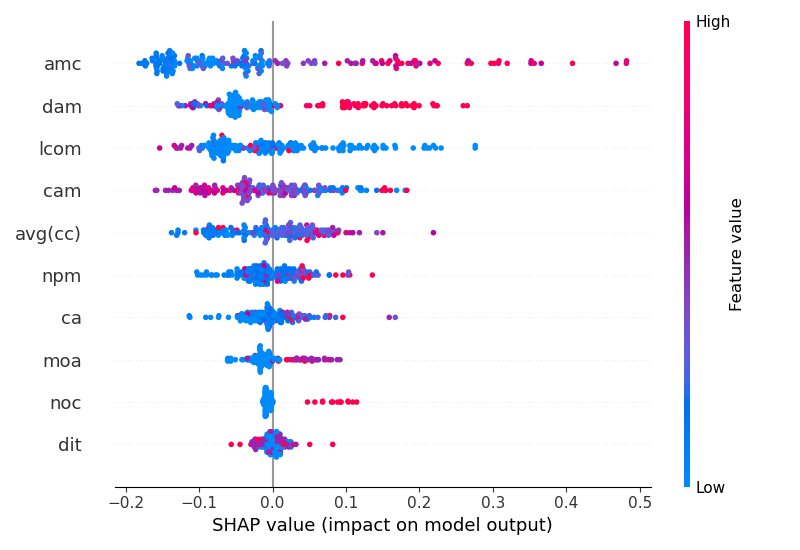 High
amc
dam
lcom
cam
avg(cc)
npm
ca
moa
noc
dit
Feature value
Low
−0.2 −0.1 0.0 0.1 0.2 0.3 0.4 0.5
SHAP value (impact on model output)